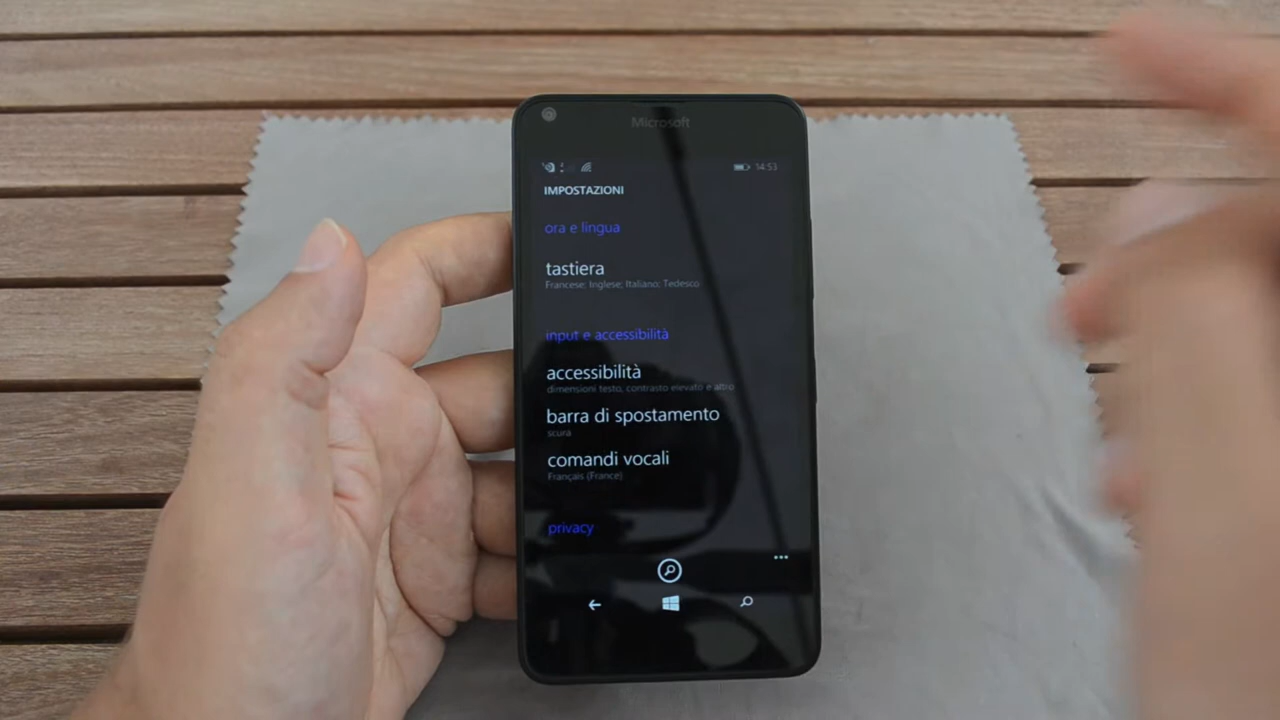 Microsoft
14:53
IMPOSTAZIONI
ora e lingua
tastiera
Francese; Inglese; Italiano; Tedesco
input e accessibilità
accessibilità
dimensioni testo, contrasto elevato e altro
barra di spostamento
scura
comandi vocali
Français (France)
privacy